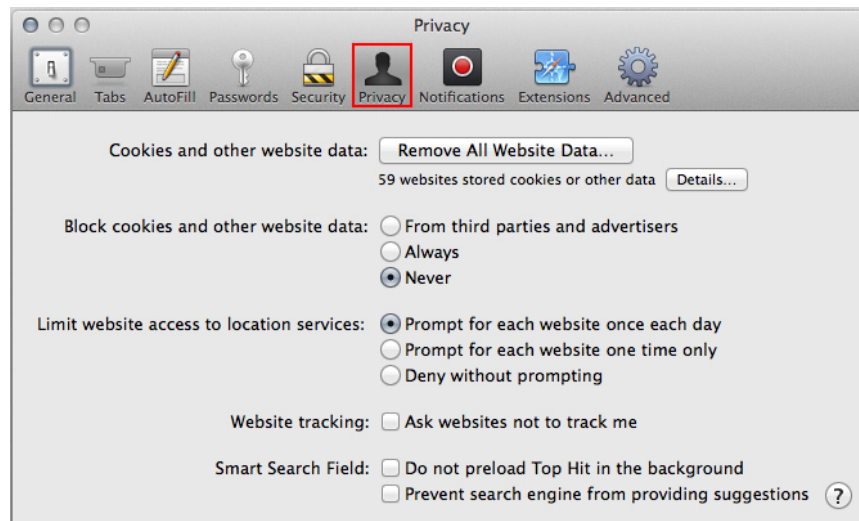 Privacy
General Tabs AutoFill Passwords Security Privacy Notifications Extensions Advanced
Cookies and other website data: Remove All Website Data...
59 websites stored cookies or other data Details...
Block cookies and other website data: From third parties and advertisers
Always
Never
Limit website access to location services: Prompt for each website once each day
Prompt for each website one time only
Deny without prompting
Website tracking: Ask websites not to track me
Smart Search Field: Do not preload Top Hit in the background
Prevent search engine from providing suggestions ?